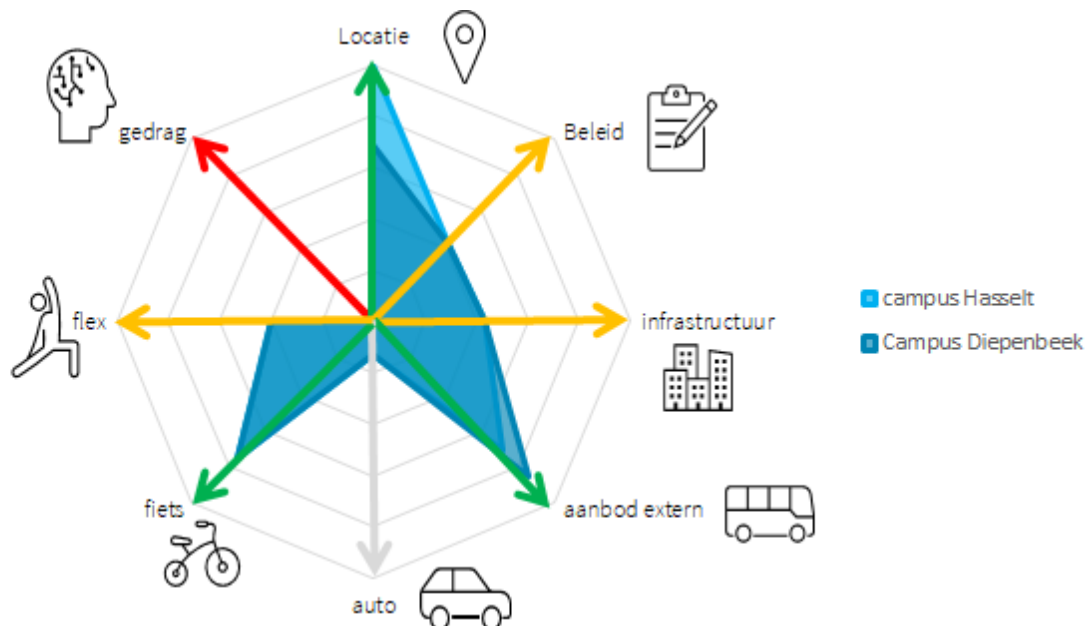 Locatie
Beleid
infrastructuur
aanbod extern
auto
fiets
flex
gedrag
campus Hasselt
Campus Diepenbeek